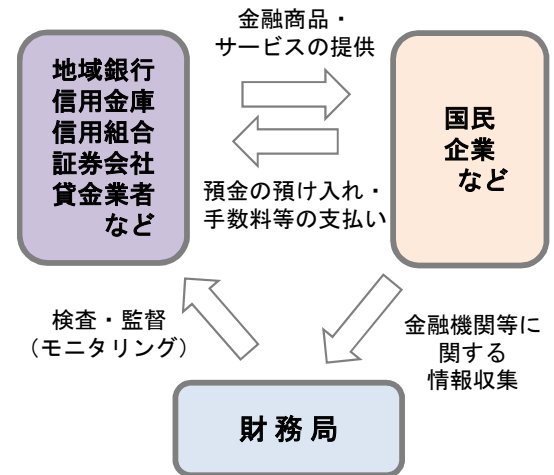 金融商品・
サービスの提供
地域銀行
信用金庫
信用組合
証券会社
貸金業者
など
国民
企業
など
預金の預け入れ・
手数料等の支払い
検査・監督
（モニタリング）
金融機関等に
関する
情報収集
財務局